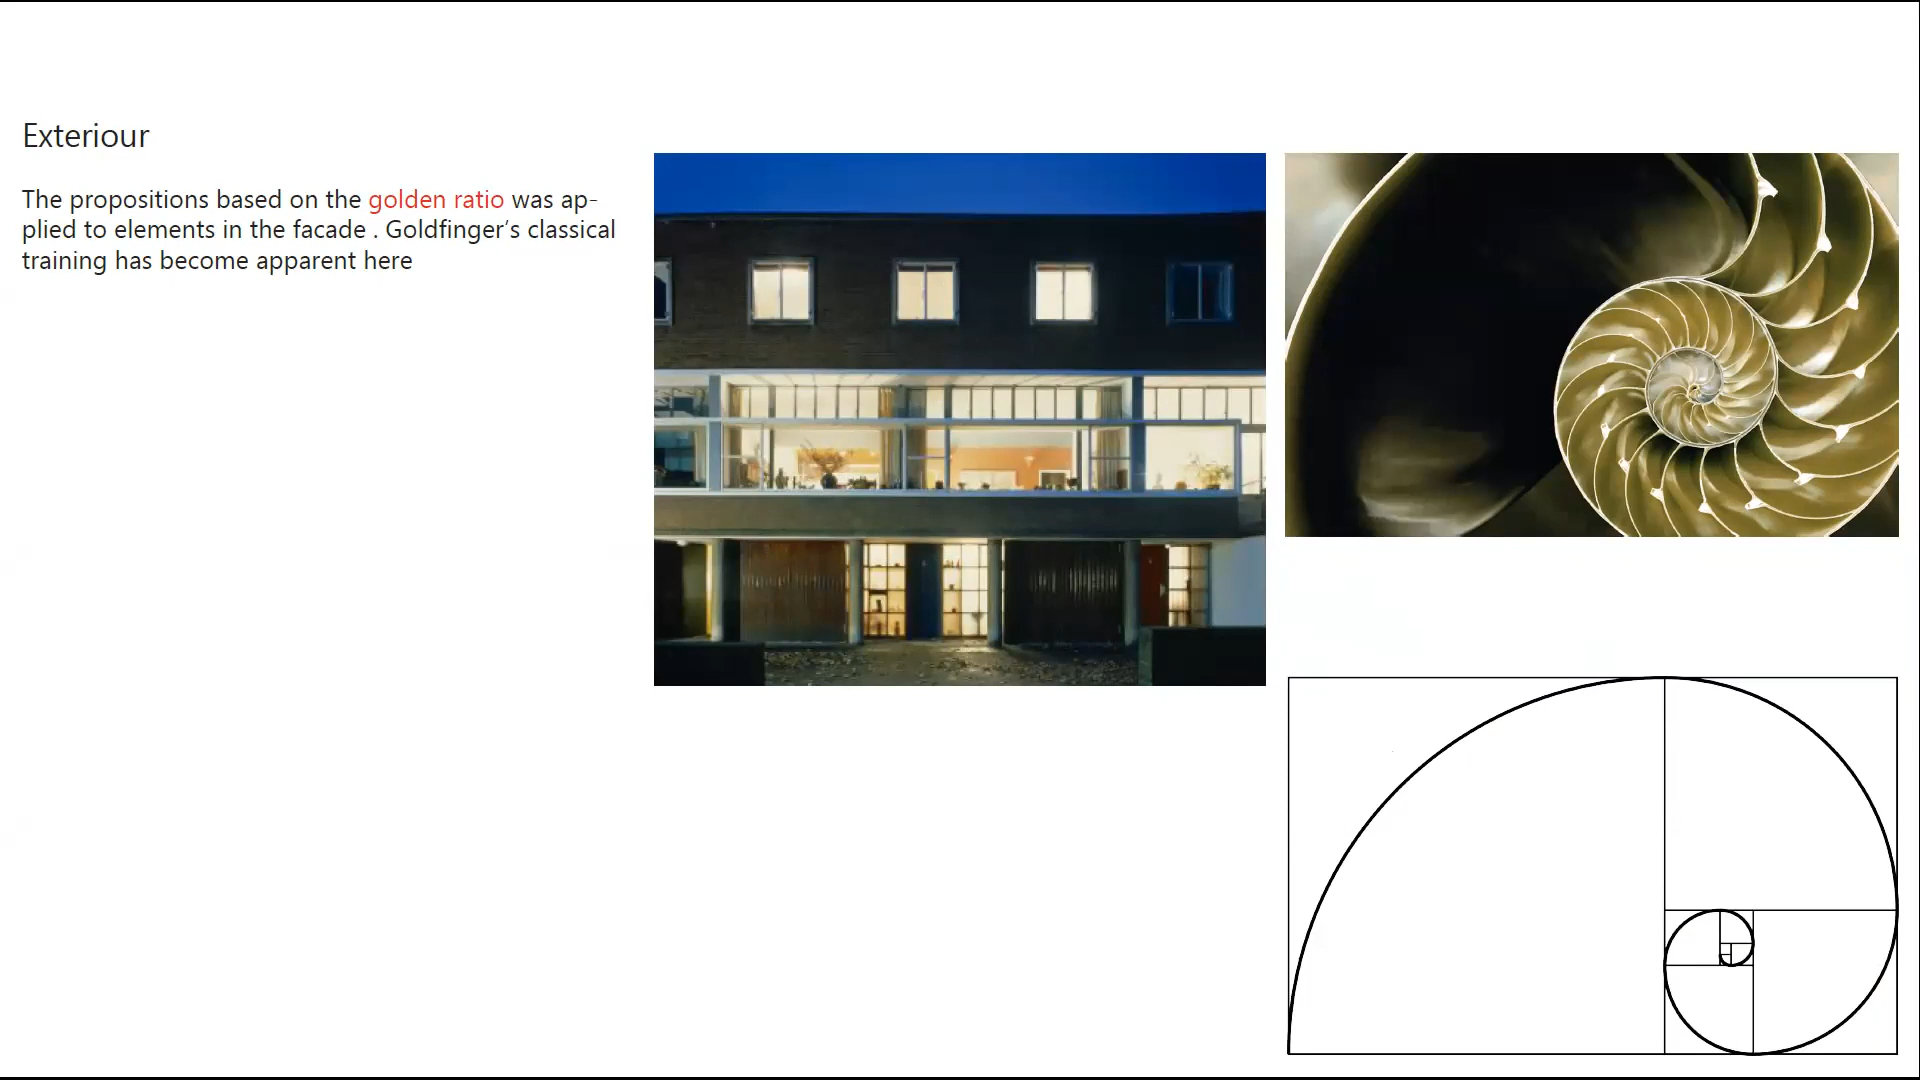 Exteriour
The propositions based on the golden ratio was ap-
plied to elements in the facade . Goldfinger’s classical
training has become apparent here